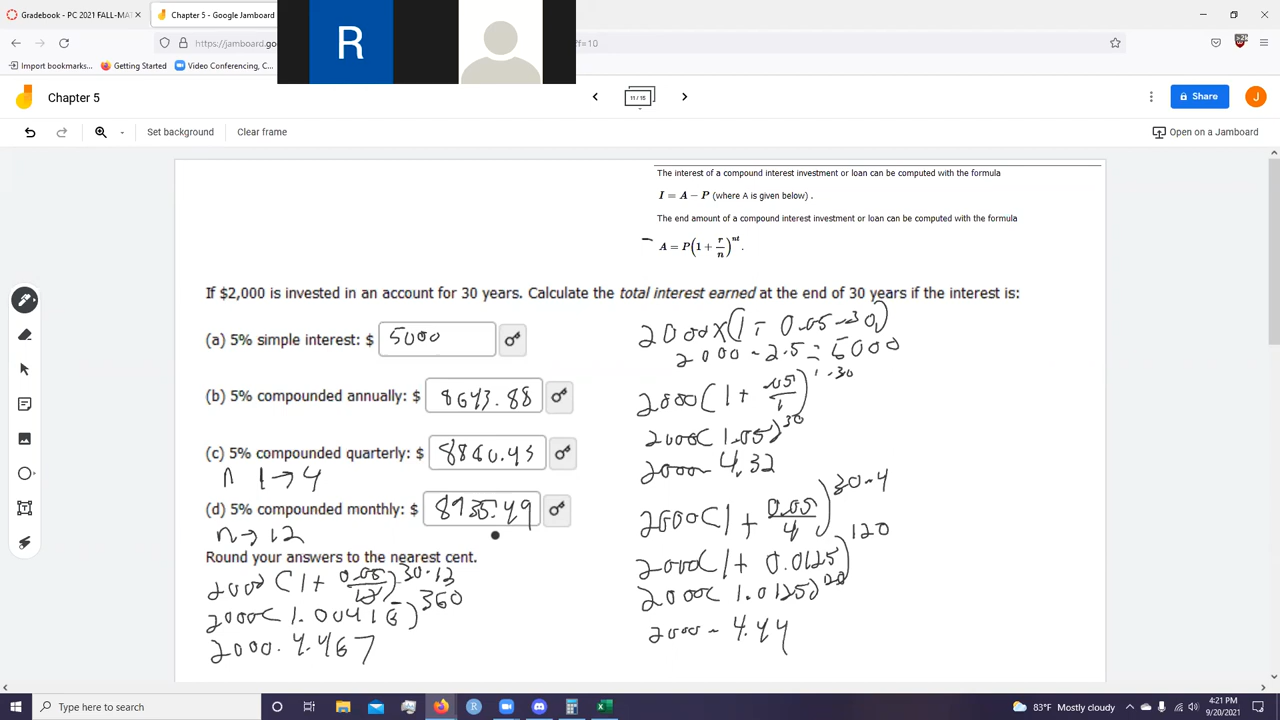 Gradebook - PC 2021 FALL-MAT
Chapter 5 - Google Jamboard
https://jamboard.go
f=10
Import bookmarks...
Getting Started
Video Conferencing, C
R
Chapter 5
11 / 15
Share
J
Set background
Clear frame
Open on a Jamboard
The interest of a compound interest investment or loan can be computed with the formula
I = A − P (where A is given below) .
The end amount of a compound interest investment or loan can be computed with the formula
A = P(1 + r/n)^nt.
If $2,000 is invested in an account for 30 years. Calculate the total interest earned at the end of 30 years if the interest is:
(a) 5% simple interest: $ 5000
(b) 5% compounded annually: $ 8643.88
(c) 5% compounded quarterly: $ 8880.45
n 1→4
(d) 5% compounded monthly: $ 8935.49
n→12
Round your answers to the nearest cent.
2000 (1 + 0.05/12)^30·12
2000(1.00416)^360
2000·4.467
2000×(1 + 0.05·30)
2000·2.5 = 5000
2000(1 + .05/1)^1·30
2000(1.05)^30
2000·4.32
2000(1 + 0.05/4)^30·4
2000(1 + 0.0125)^120
2000(1.0125)
2000·4.44
Type here to search
83°F Mostly cloudy
4:21 PM
9/20/2021